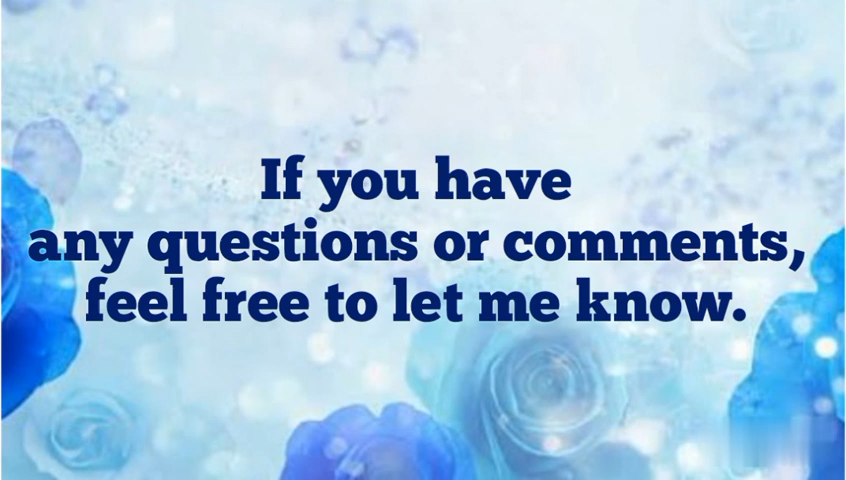 If you have
any questions or comments,
feel free to let me know.